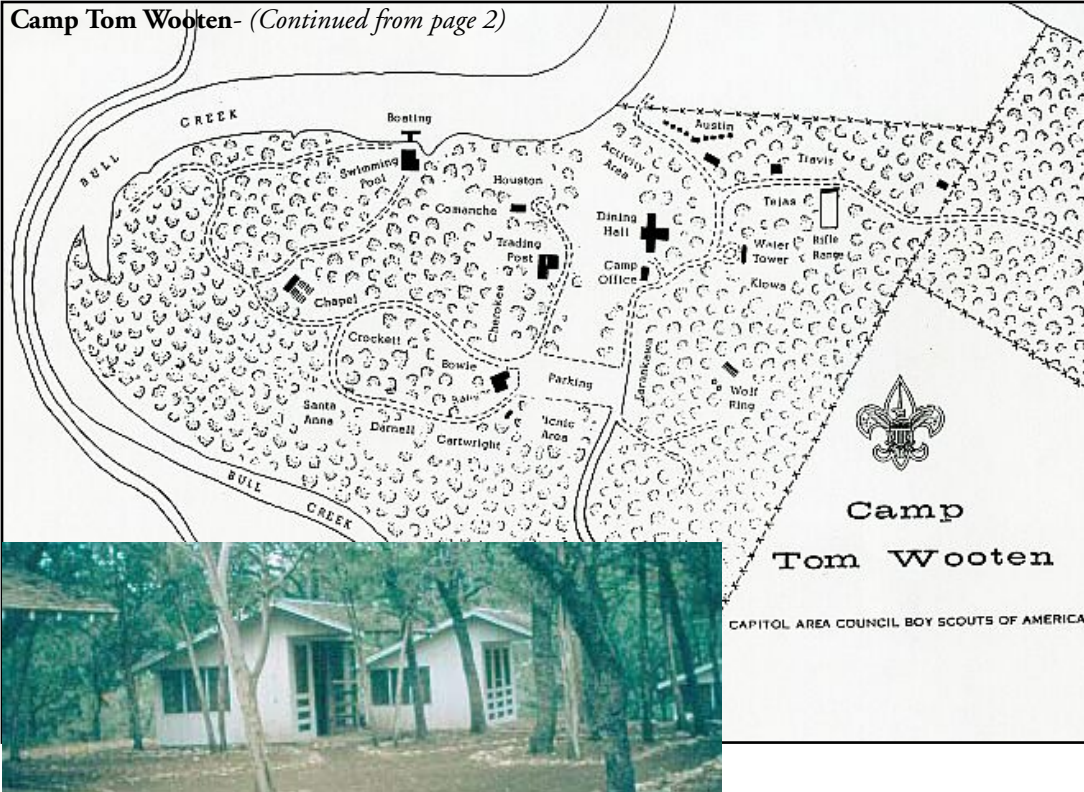 Camp Tom Wooten- (Continued from page 2)
CREEK
BULL
Boating
Swimming
Pool
Houston
Comanche
Trading
Post
Cherokee
Chapel
Crockett
Bowie
Santa
Anna
Darnell
Cartwright
Parking
Area
Activity
Area
Austin
Travis
Tejas
Dining
Hall
Camp
Office
Water
Tower
Rifle
Range
Kiowa
Wolf
Ring
BULL
CREEK
Camp
Tom Wooten
CAPITOL AREA COUNCIL BOY SCOUTS OF AMERICA